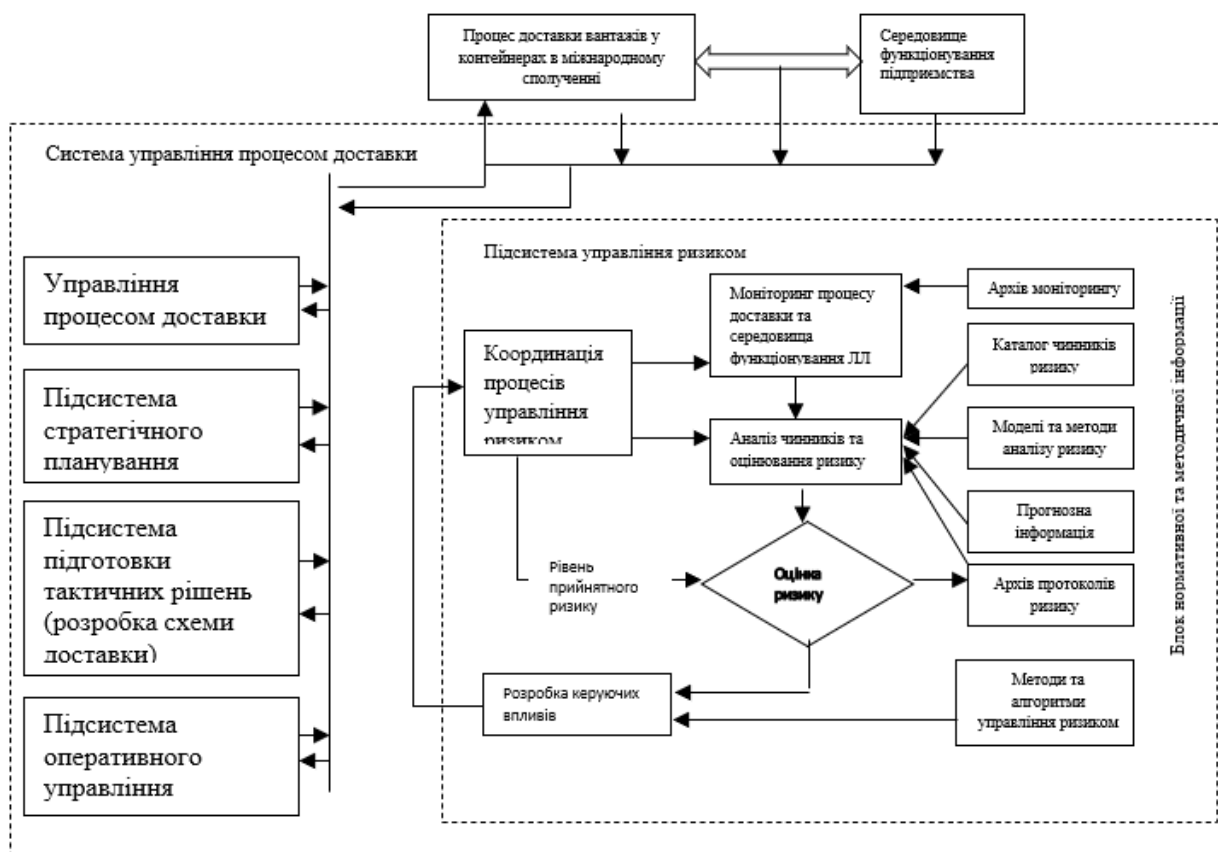 Процес доставки вантажів у
контейнерах в міжнародному
сполученні
Середовище
функціонування
підприємства
Система управління процесом доставки
Управління
процесом доставки
Підсистема
стратегічного
планування
Підсистема
підготовки
тактичних рішень
(розробка схеми
доставки)
Підсистема
оперативного
управління
Підсистема управління ризиком
Координація
процесів
управління
ризиком
Моніторинг процесу
доставки та
середовища
функціонування ЛЛ
Аналіз чинників та
оцінювання ризику
Рівень
прийнятного
ризику
Оцінка
ризику
Розробка керуючих
впливів
Архів моніторингу
Каталог чинників
ризику
Моделі та методи
аналізу ризику
Прогнозна
інформація
Архів протоколів
ризику
Методи та
алгоритми
управління ризиком
Блок нормативної та методичної інформації